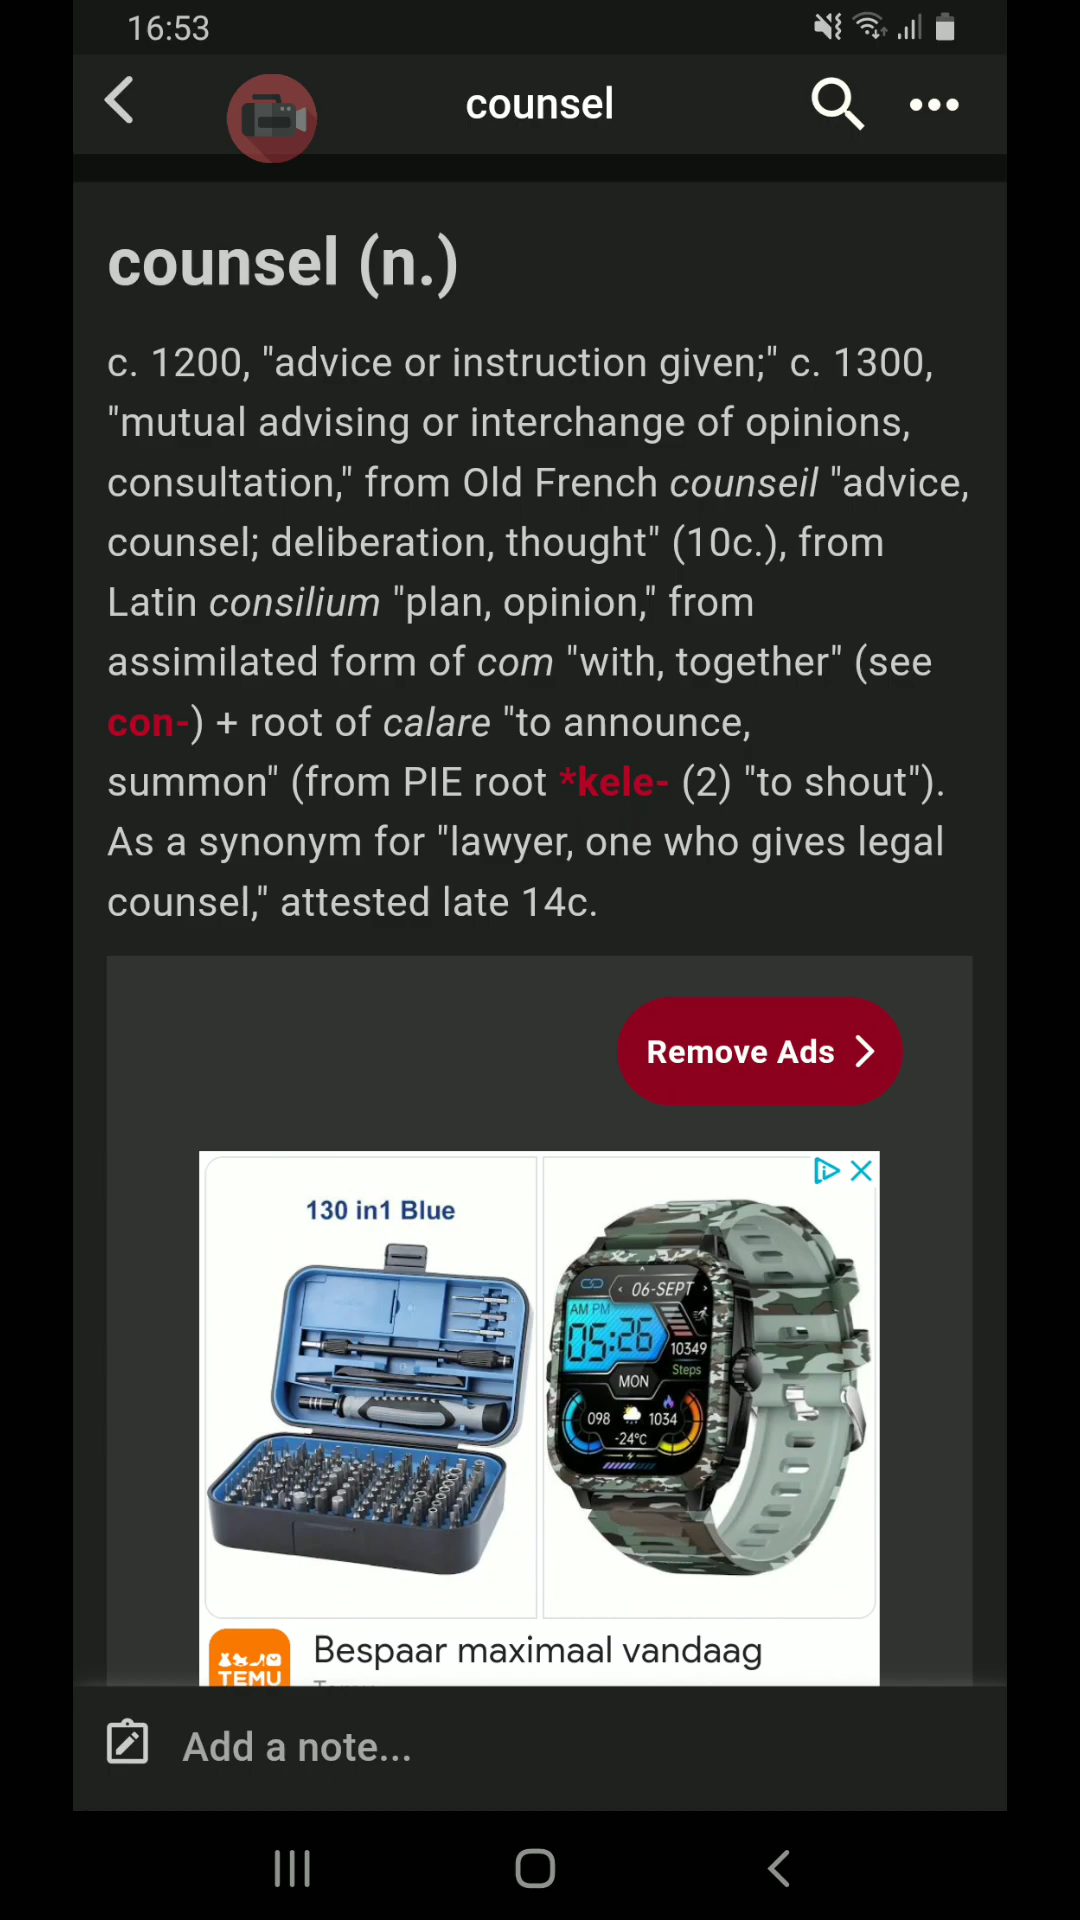 16:53
counsel
counsel (n.)
c. 1200, "advice or instruction given;" c. 1300,
"mutual advising or interchange of opinions,
consultation," from Old French counseil "advice,
counsel; deliberation, thought" (10c.), from
Latin consilium "plan, opinion," from
assimilated form of com "with, together" (see
con-) + root of calare "to announce,
summon" (from PIE root *kele- (2) "to shout").
As a synonym for "lawyer, one who gives legal
counsel," attested late 14c.
Remove Ads
130 in1 Blue
06-SEPT
AM PM
05:26
10349
Steps
MON
098
1034
-24°C
Bespaar maximaal vandaag
TEMU
Add a note...